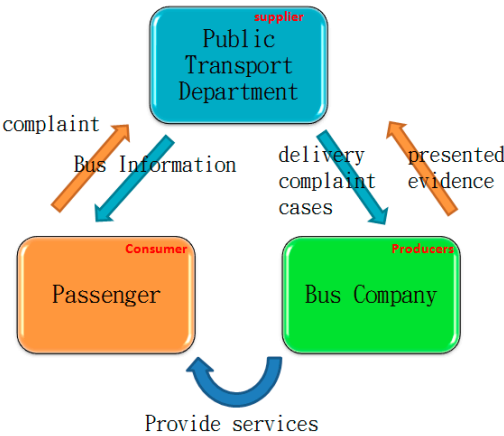 supplier
Public
Transport
Department
complaint
Bus Information
delivery
complaint
cases
presented
evidence
Consumer
Passenger
Producers
Bus Company
Provide services